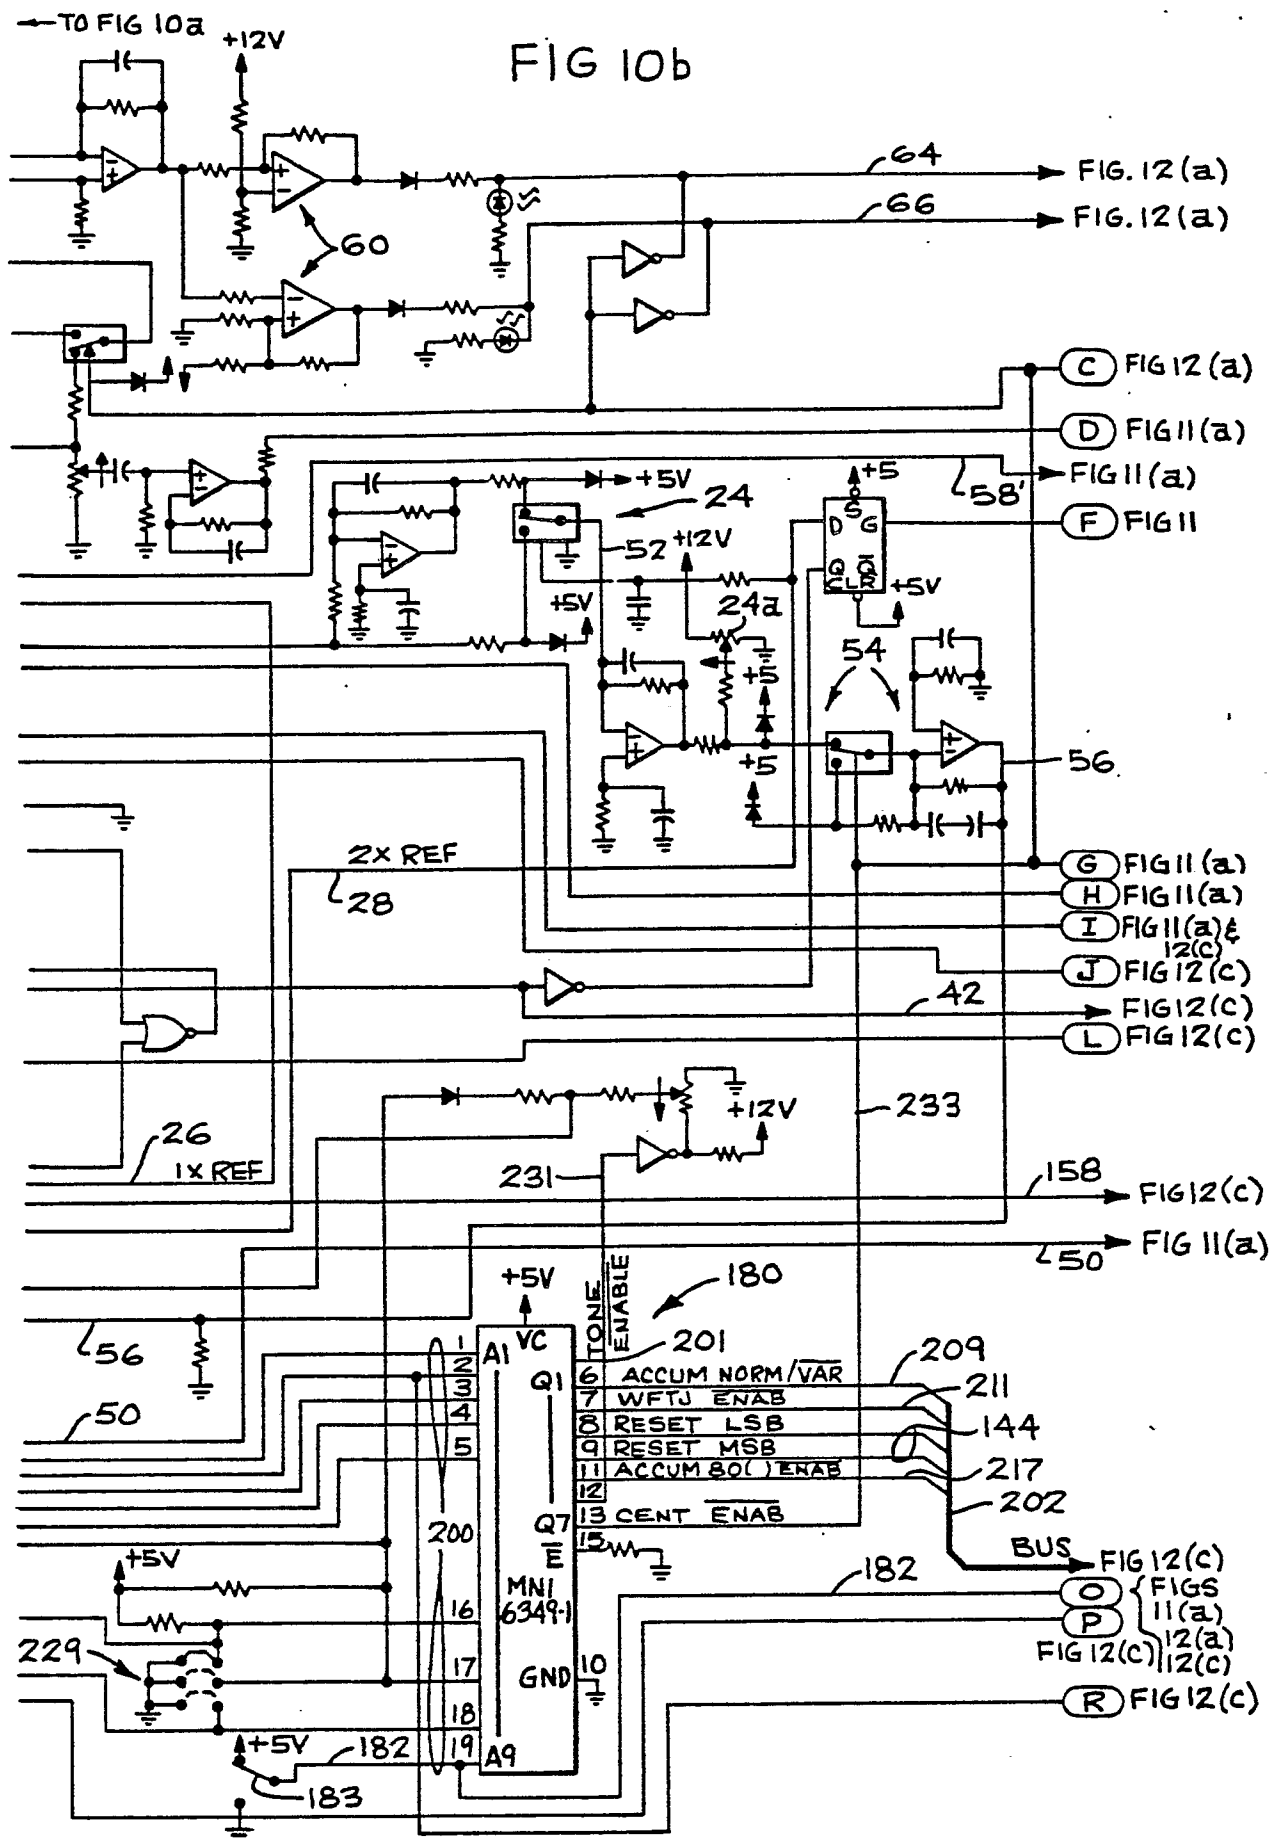 TO FIG 10a
FIG 10b
+12V
64
FIG. 12 (a)
66
FIG. 12 (a)
60
C FIG 12 (a)
D FIG 11 (a)
58'
FIG 11 (a)
+5V
24
+5
D S G
Q Q̅
CLR
F FIG 11
52
+12V
+5V
24a
+5V
54
+5
+5
56
2X REF
28
G FIG 11 (a)
H FIG 11 (a)
I FIG 11 (a) &
12(c)
J FIG 12 (c)
42
FIG 12 (c)
L FIG 12 (c)
+12V
233
26
1X REF
231
158
FIG 12 (c)
50
FIG 11 (a)
+5V
TONE
E̅N̅A̅B̅L̅E̅
180
201
56
VC
1 A1
2
3
4
5
Q1
6 ACCUM NORM/V̅A̅R̅
7 WFTJ E̅N̅A̅B̅
8 RESET LSB
9 RESET MSB
11 ACCUM 80( ) E̅N̅A̅B̅
12
Q7 13 CENT E̅N̅A̅B̅
E̅ 15
209
211
144
217
202
50
200
BUS
FIG 12 (c)
+5V
MNI
6349-1
182
O FIGS
11(a)
12(a)
12(c)
P
FIG 12 (c)
16
17
GND 10
18
19 A9
229
R FIG 12 (c)
+5V
182
183